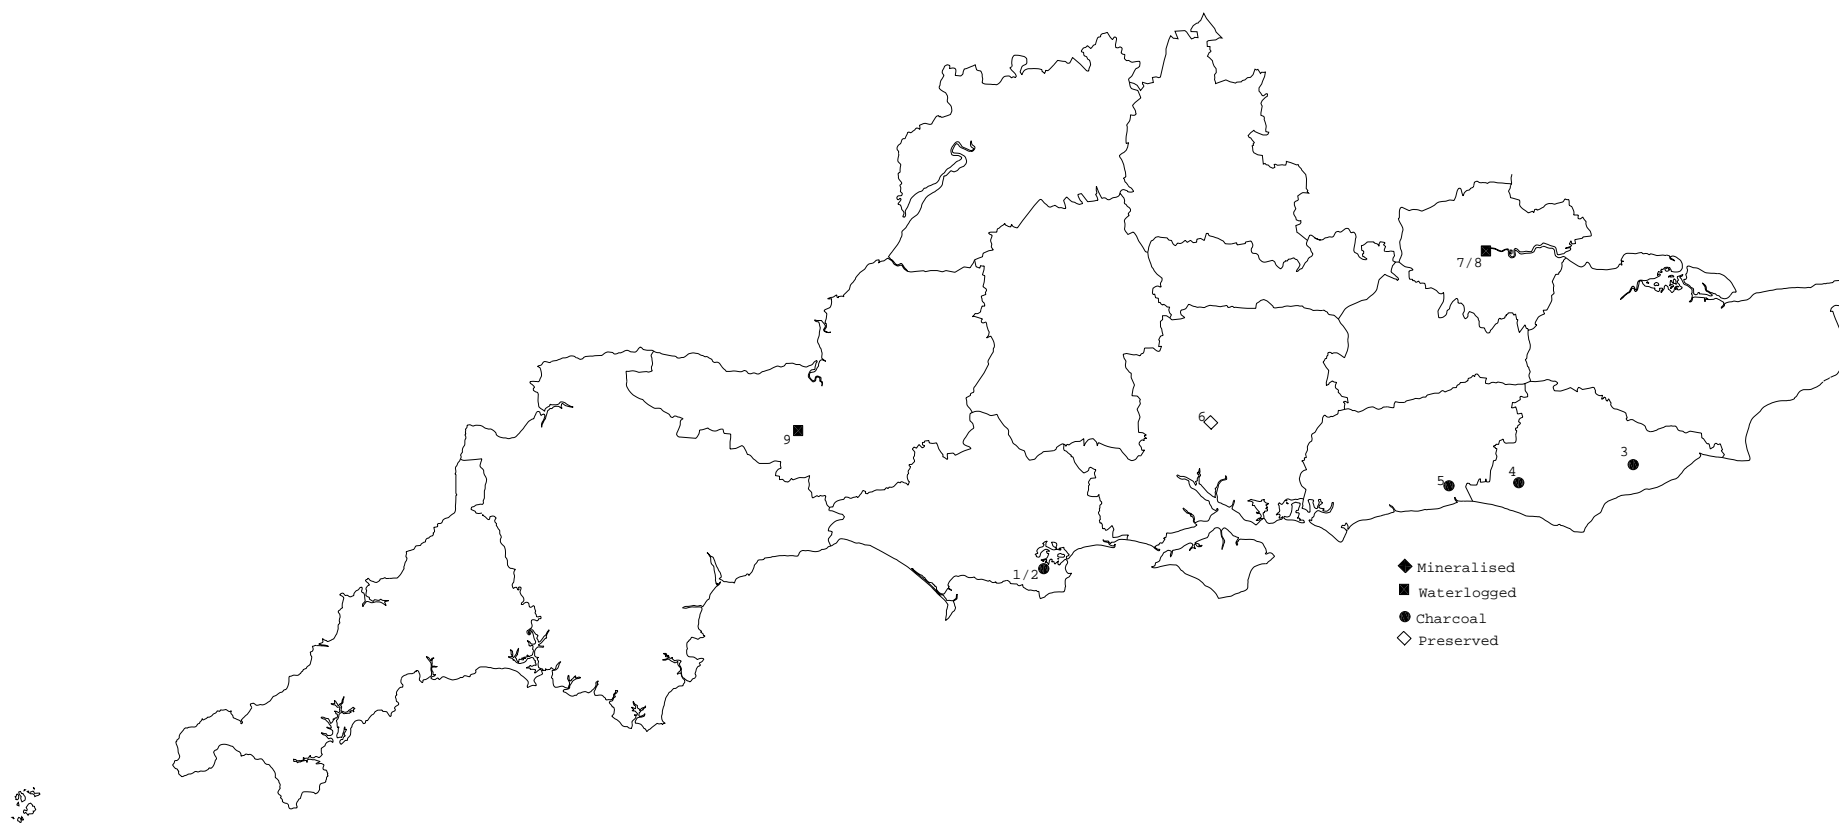 7/8
6
9
3
4
5
1/2
Mineralised
Waterlogged
Charcoal
Preserved